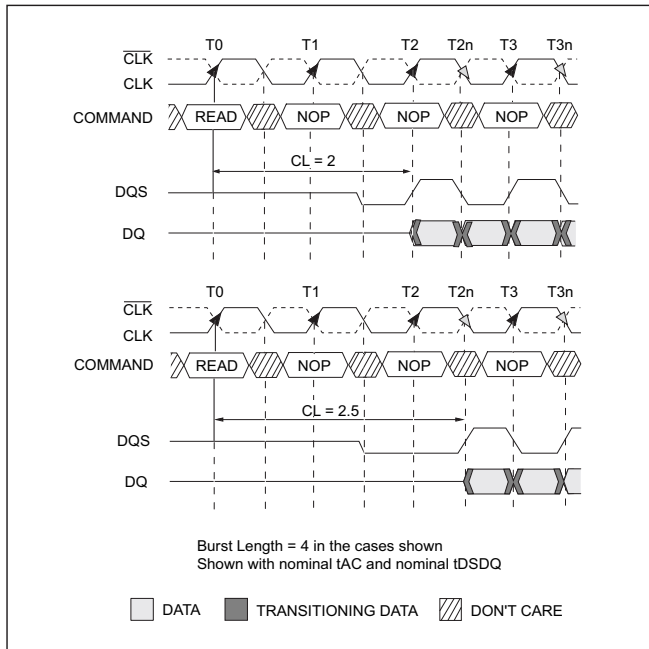 T0 T1 T2 T2n T3 T3n
CLK
CLK
COMMAND READ NOP NOP NOP
CL = 2
DQS
DQ
T0 T1 T2 T2n T3 T3n
CLK
CLK
COMMAND READ NOP NOP NOP
CL = 2.5
DQS
DQ
Burst Length = 4 in the cases shown
Shown with nominal tAC and nominal tDSDQ
DATA TRANSITIONING DATA DON'T CARE